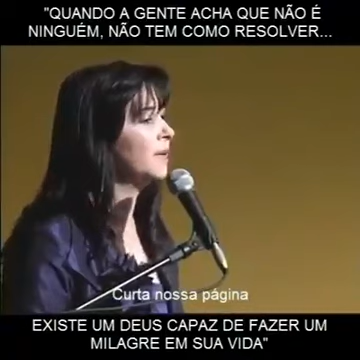 "QUANDO A GENTE ACHA QUE NÃO É
NINGUÉM, NÃO TEM COMO RESOLVER...
Curta nossa página
EXISTE UM DEUS CAPAZ DE FAZER UM
MILAGRE EM SUA VIDA"